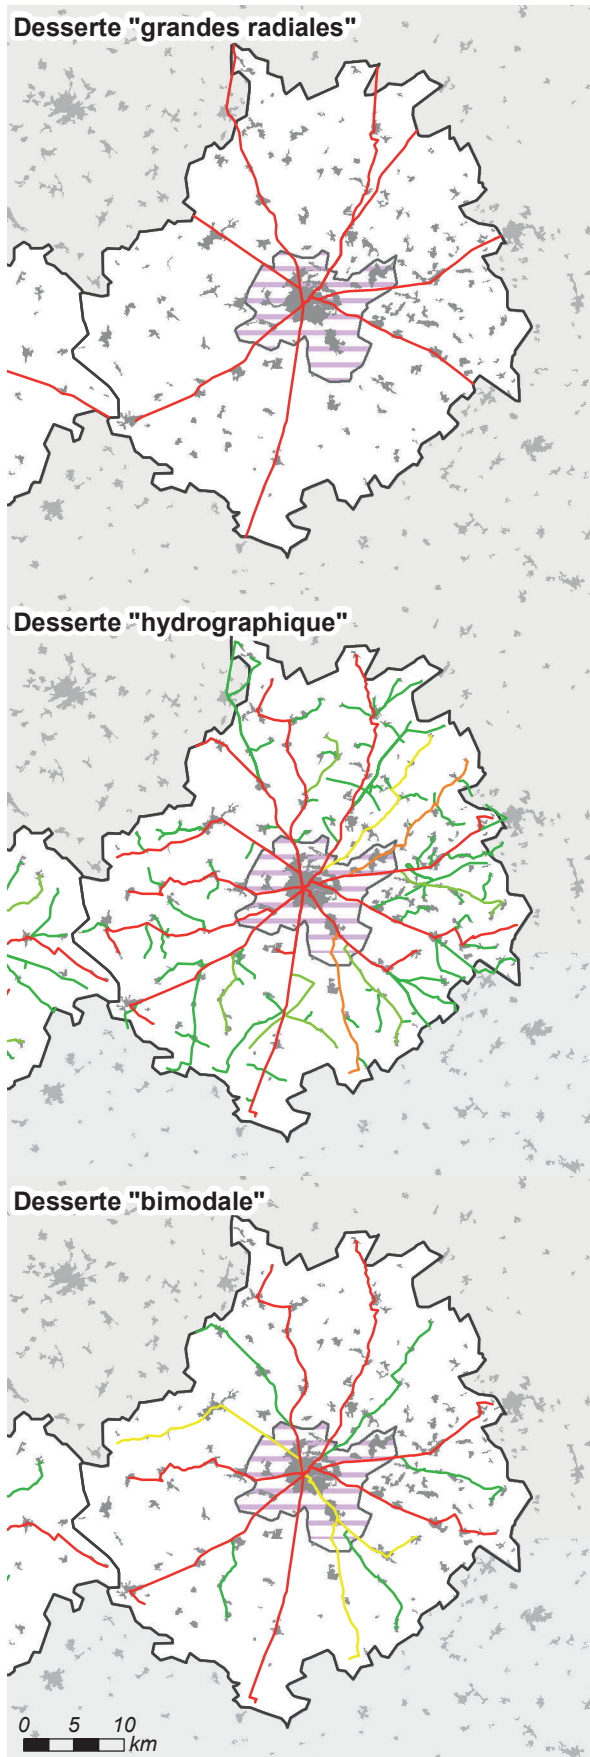 Desserte "grandes radiales"
Desserte "hydrographique"
Desserte "bimodale"
0 5 10
km